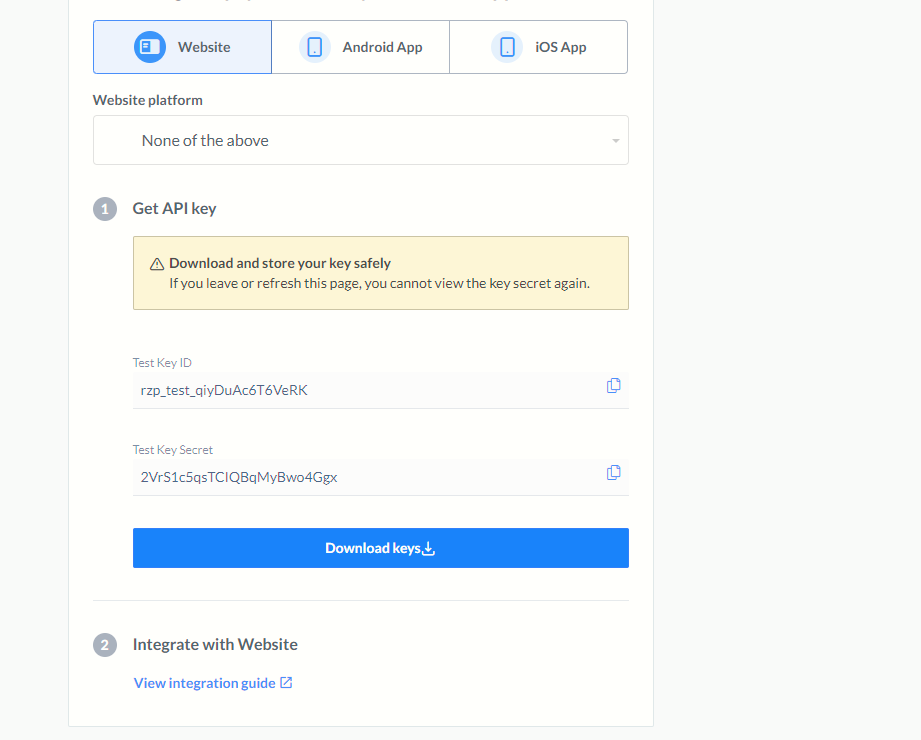 Website
Android App
iOS App
Website platform
None of the above
1
Get API key
Download and store your key safely
If you leave or refresh this page, you cannot view the key secret again.
Test Key ID
rzp_test_qiyDuAc6T6VeRK
Test Key Secret
2VrS1c5qsTCIQBqMyBwo4Ggx
Download keys
2
Integrate with Website
View integration guide